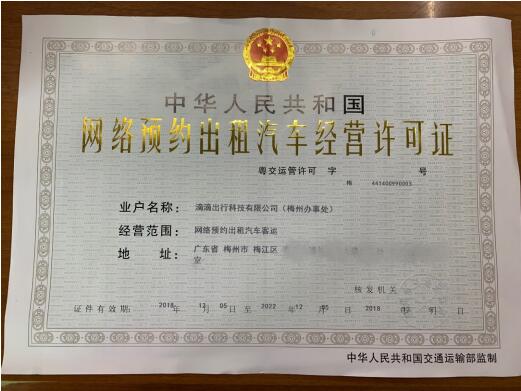 中华人民共和国
网络预约出租汽车经营许可证
粤交运管许可 字 号
梅 441400990003
业户名称： 滴滴出行科技有限公司（梅州办事处）
经营范围： 网络预约出租汽车客运
地 址： 广东省 梅州市 梅江区
室
核发机关
证件有效期： 2018 年 12 月 05 日至 2022 年 12 月 05 日 2018 年 月 日
中华人民共和国交通运输部监制